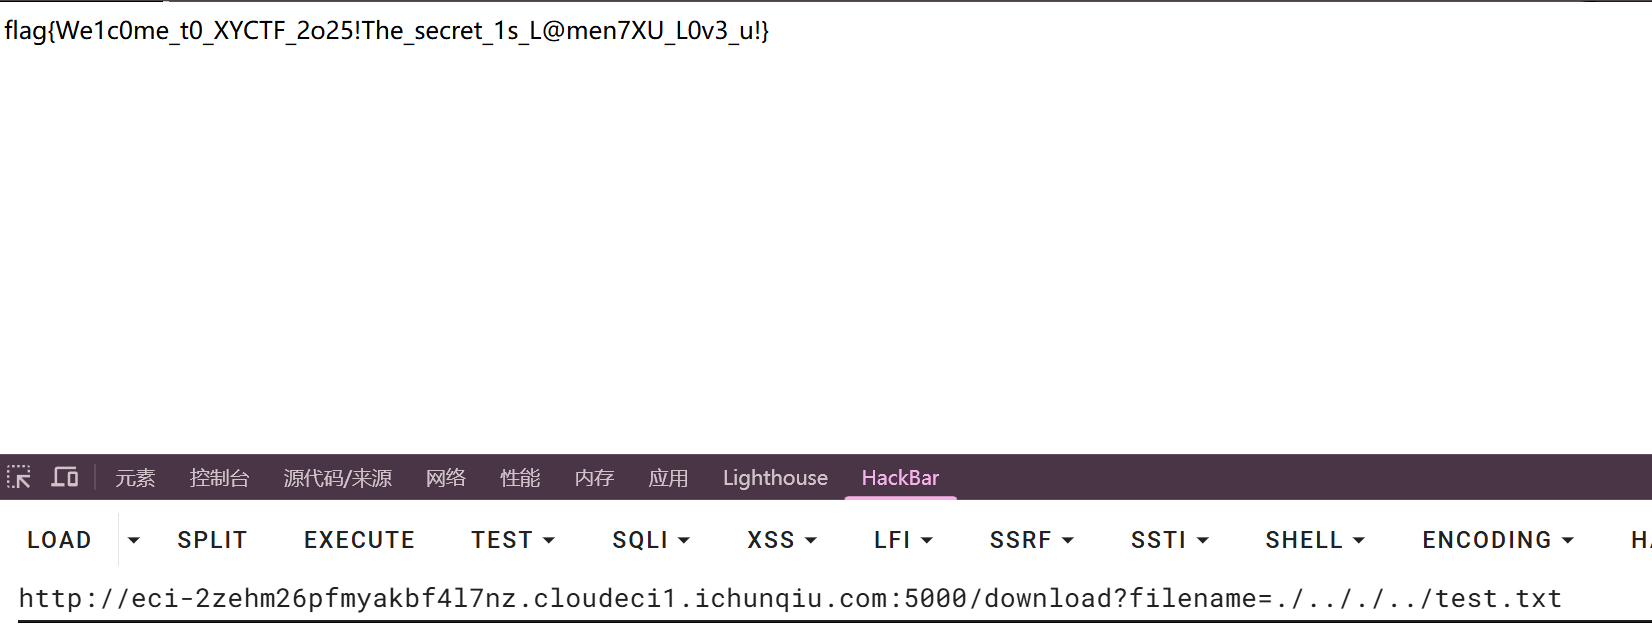 flag{We1c0me_t0_XYCTF_2o25!The_secret_1s_L@men7XU_L0v3_u!}
元素 控制台 源代码/来源 网络 性能 内存 应用 Lighthouse HackBar
LOAD SPLIT EXECUTE TEST SQLI XSS LFI SSRF SSTI SHELL ENCODING
http://eci-2zehm26pfmyakbf4l7nz.cloudeci1.ichunqiu.com:5000/download?filename=./.././../test.txt